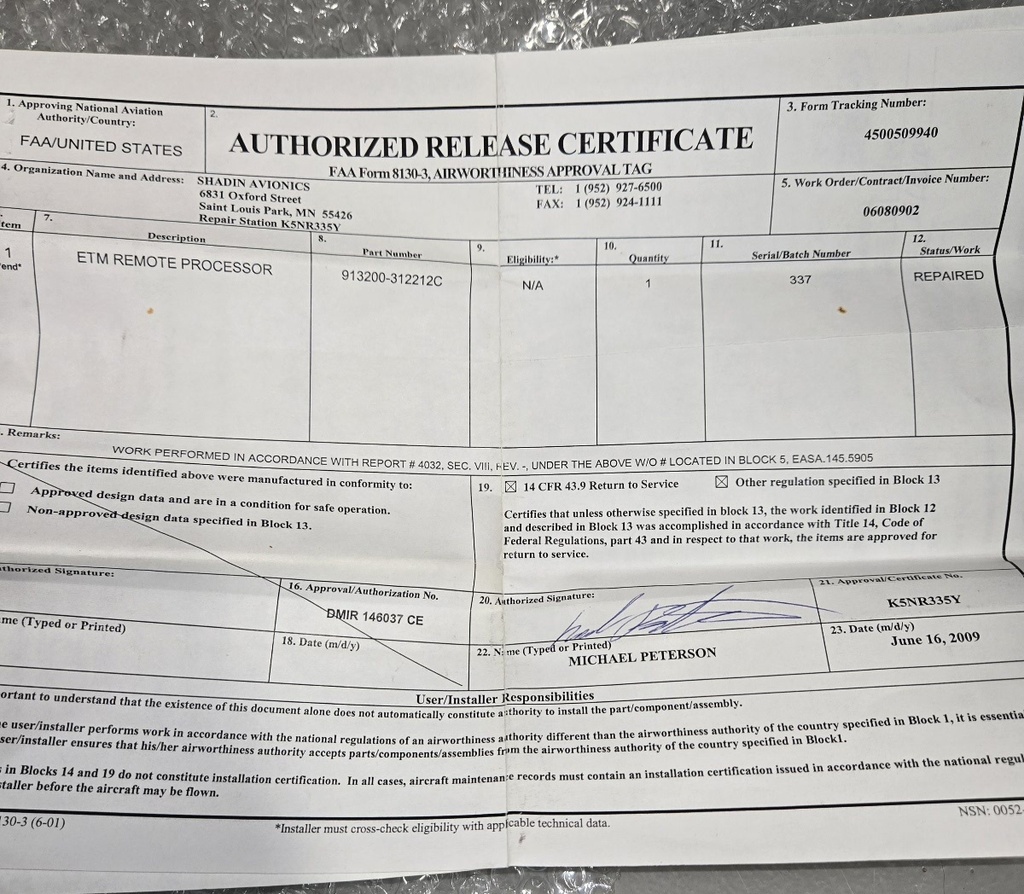 1. Approving National Aviation
Authority/Country:
FAA/UNITED STATES
2.
AUTHORIZED RELEASE CERTIFICATE
FAA Form 8130-3, AIRWORTHINESS APPROVAL TAG
3. Form Tracking Number:
4500509940
4. Organization Name and Address:
SHADIN AVIONICS
6831 Oxford Street
Saint Louis Park, MN 55426
Repair Station K5NR335Y
TEL: 1 (952) 927-6500
FAX: 1 (952) 924-1111
5. Work Order/Contract/Invoice Number:
06080902
tem
1
end*
7.
Description
ETM REMOTE PROCESSOR
8.
Part Number
913200-312212C
9.
Eligibility:*
N/A
10.
Quantity
1
11.
Serial/Batch Number
337
12.
Status/Work
REPAIRED
. Remarks:
WORK PERFORMED IN ACCORDANCE WITH REPORT # 4032, SEC. VIII, REV. -, UNDER THE ABOVE W/O # LOCATED IN BLOCK 5, EASA.145.5905
Certifies the items identified above were manufactured in conformity to:
Approved design data and are in a condition for safe operation.
Non-approved design data specified in Block 13.
19. ☒ 14 CFR 43.9 Return to Service ☒ Other regulation specified in Block 13
Certifies that unless otherwise specified in block 13, the work identified in Block 12
and described in Block 13 was accomplished in accordance with Title 14, Code of
Federal Regulations, part 43 and in respect to that work, the items are approved for
return to service.
thorized Signature:
16. Approval/Authorization No.
DMIR 146037 CE
20. Authorized Signature:
21. Approval/Certificate No.
K5NR335Y
me (Typed or Printed)
18. Date (m/d/y)
22. Name (Typed or Printed)
MICHAEL PETERSON
23. Date (m/d/y)
June 16, 2009
User/Installer Responsibilities
ortant to understand that the existence of this document alone does not automatically constitute authority to install the part/component/assembly.
e user/installer performs work in accordance with the national regulations of an airworthiness authority different than the airworthiness authority of the country specified in Block 1, it is essentia
ser/installer ensures that his/her airworthiness authority accepts parts/components/assemblies from the airworthiness authority of the country specified in Block1.
s in Blocks 14 and 19 do not constitute installation certification. In all cases, aircraft maintenance records must contain an installation certification issued in accordance with the national regul
staller before the aircraft may be flown.
130-3 (6-01)
*Installer must cross-check eligibility with applicable technical data.
NSN: 0052-